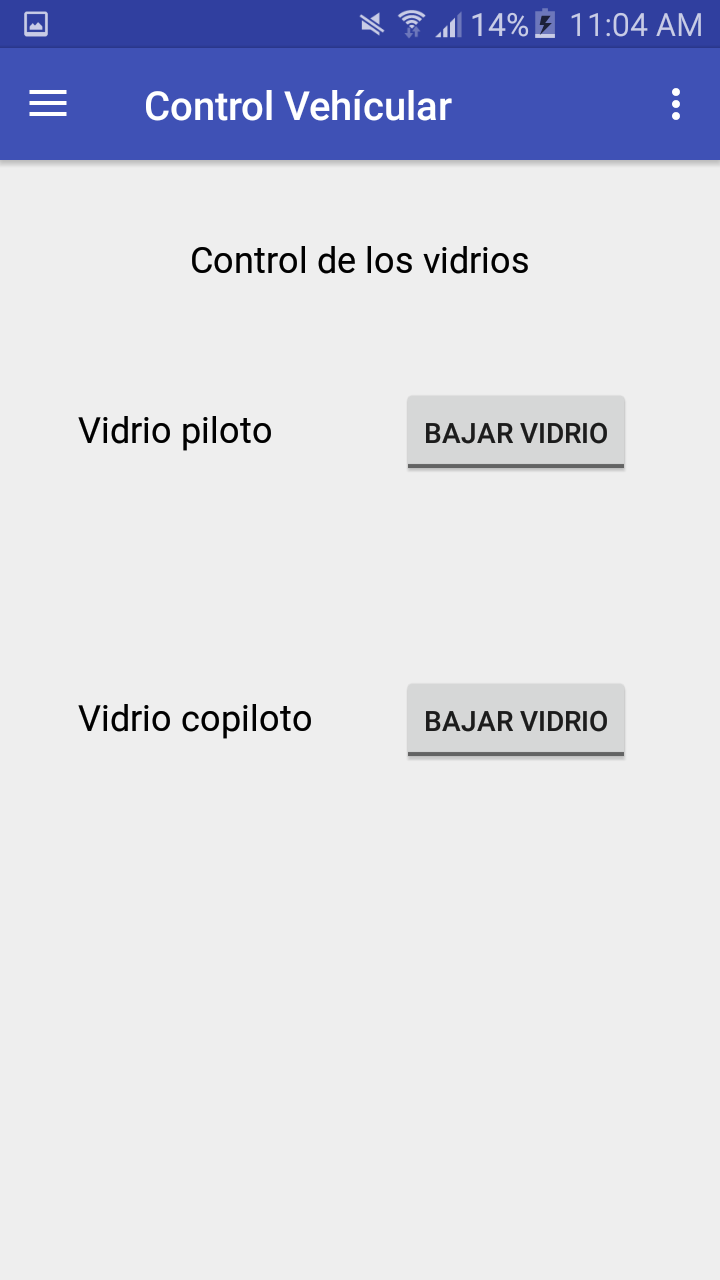 14% 11:04 AM
Control Vehícular
Control de los vidrios
Vidrio piloto BAJAR VIDRIO
Vidrio copiloto BAJAR VIDRIO